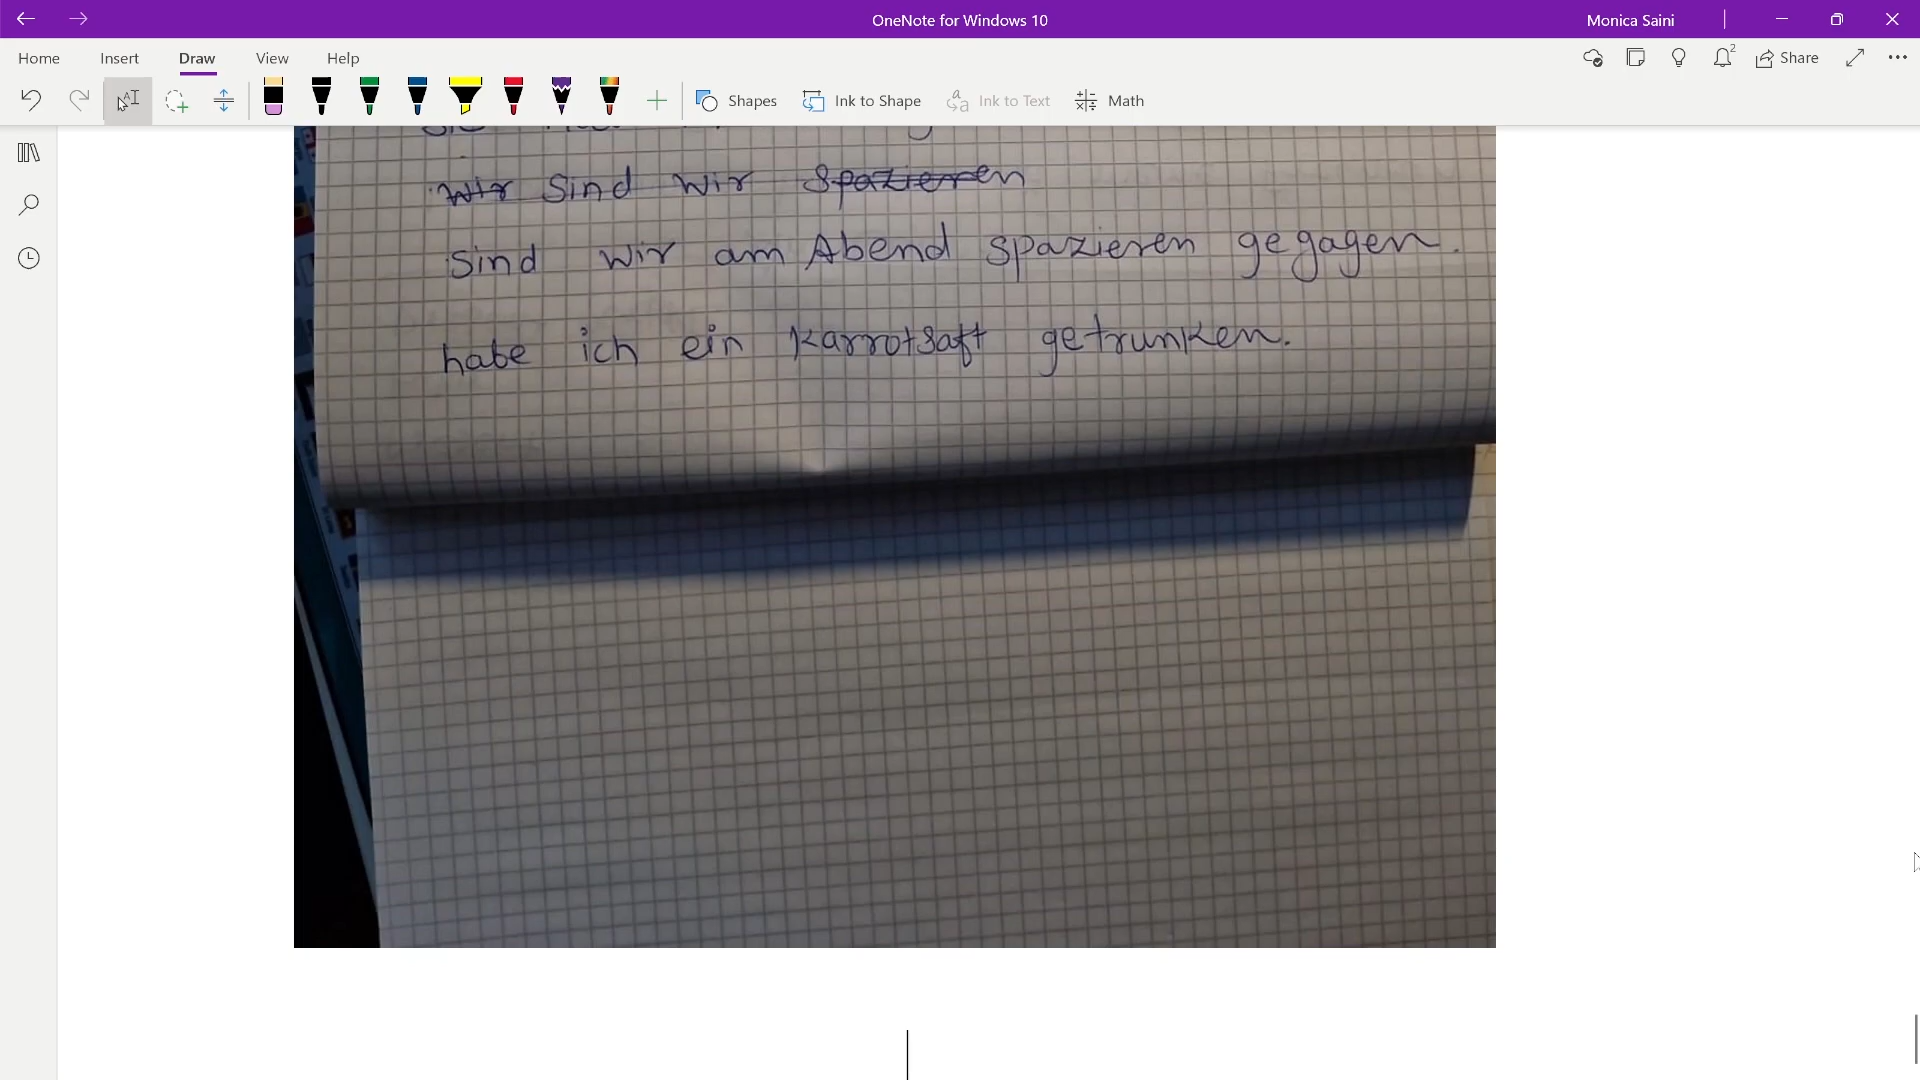 OneNote for Windows 10
Monica Saini
Home Insert Draw View Help
2 Share
Shapes Ink to Shape Ink to Text Math
Wir sind wir Spazieren
sind wir am Abend spazieren gegagen.
habe ich ein Karrotsaft getrunken.